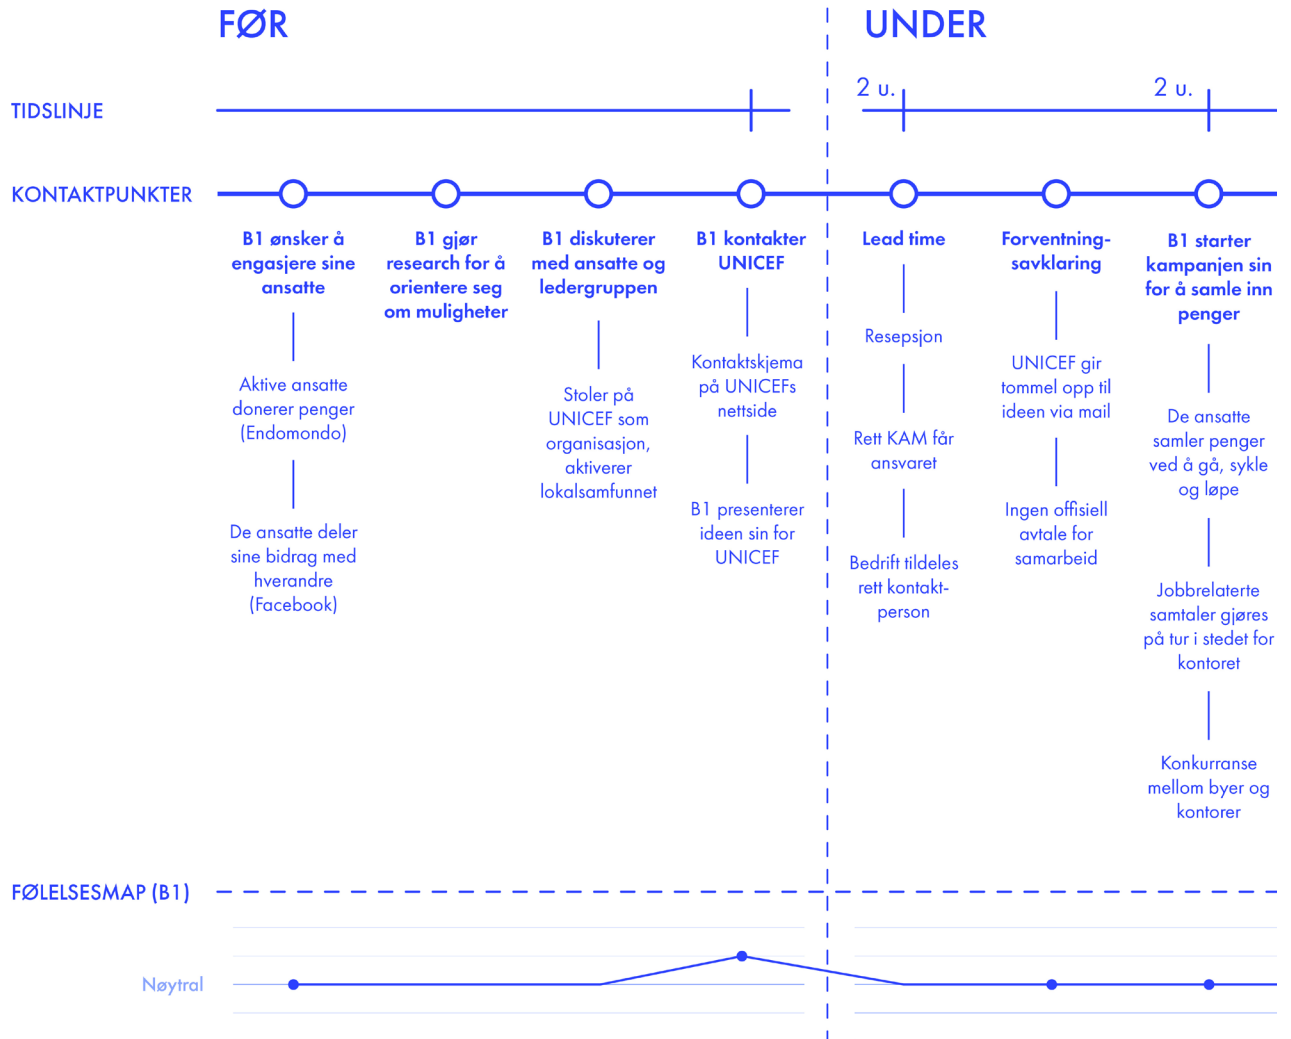 FØR
UNDER
TIDSLINJE
2 u.
2 u.
KONTAKTPUNKTER
B1 ønsker å
engasjere sine
ansatte
Aktive ansatte
donerer penger
(Endomondo)
De ansatte deler
sine bidrag med
hverandre
(Facebook)
B1 gjør
research for å
orientere seg
om muligheter
B1 diskuterer
med ansatte og
ledergruppen
Stoler på
UNICEF som
organisasjon,
aktiverer
lokalsamfunnet
B1 kontakter
UNICEF
Kontaktskjema
på UNICEFs
nettside
B1 presenterer
ideen sin for
UNICEF
Lead time
Resepsjon
Rett KAM får
ansvaret
Bedrift tildeles
rett kontakt-
person
Forventning-
savklaring
UNICEF gir
tommel opp til
ideen via mail
Ingen offisiell
avtale for
samarbeid
B1 starter
kampanjen sin
for å samle inn
penger
De ansatte
samler penger
ved å gå, sykle
og løpe
Jobbrelaterte
samtaler gjøres
på tur i stedet for
kontoret
Konkurranse
mellom byer og
kontorer
FØLELSESMAP (B1)
Nøytral